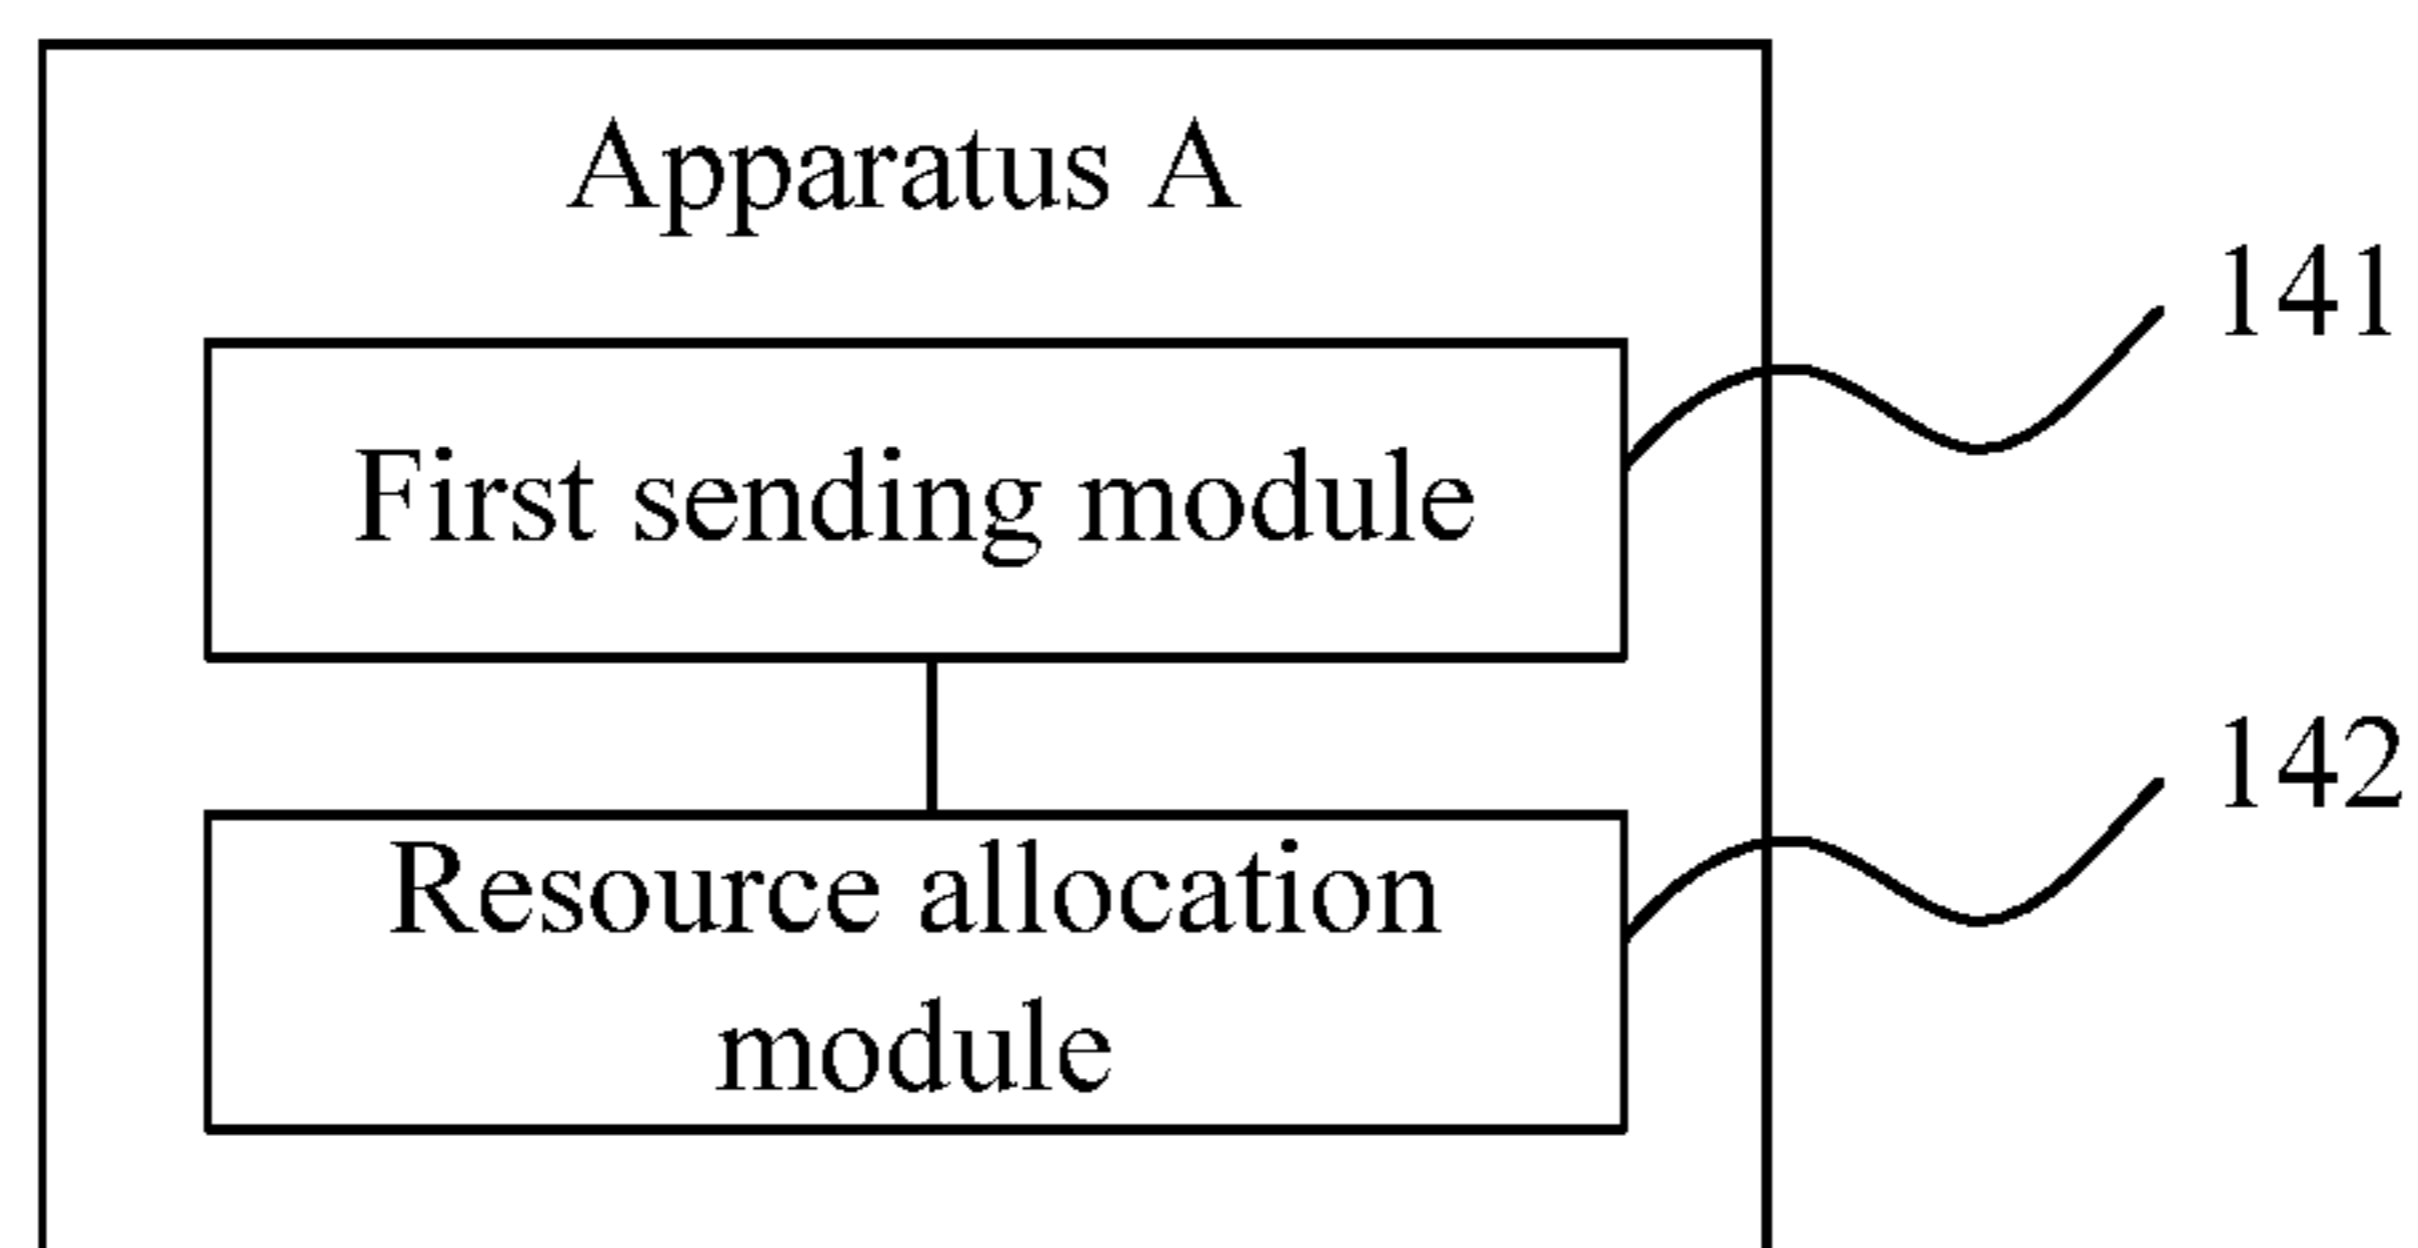 Apparatus A
141
First sending module
142
Resource allocation
module